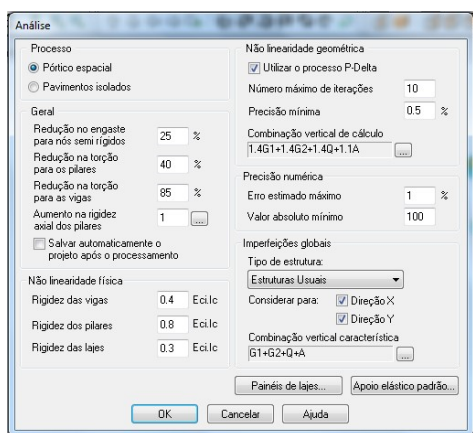 Análise
Processo
Pórtico espacial
Pavimentos isolados
Geral
Redução no engaste
para nós semi rígidos
25 %
Redução na torção
para os pilares
40 %
Redução na torção
para as vigas
85 %
Aumento na rigidez
axial dos pilares
1 ...
Salvar automaticamente o
projeto após o processamento
Não linearidade física
Rigidez das vigas 0.4 Eci.Ic
Rigidez dos pilares 0.8 Eci.Ic
Rigidez das lajes 0.3 Eci.Ic
Não linearidade geométrica
Utilizar o processo P-Delta
Número máximo de iterações 10
Precisão mínima 0.5 %
Combinação vertical de cálculo
1.4G1+1.4G2+1.4Q+1.1A ...
Precisão numérica
Erro estimado máximo 1 %
Valor absoluto mínimo 100
Imperfeições globais
Tipo de estrutura:
Estruturas Usuais
Considerar para: Direção X
Direção Y
Combinação vertical característica
G1+G2+Q+A ...
Painéis de lajes... Apoio elástico padrão...
OK Cancelar Ajuda